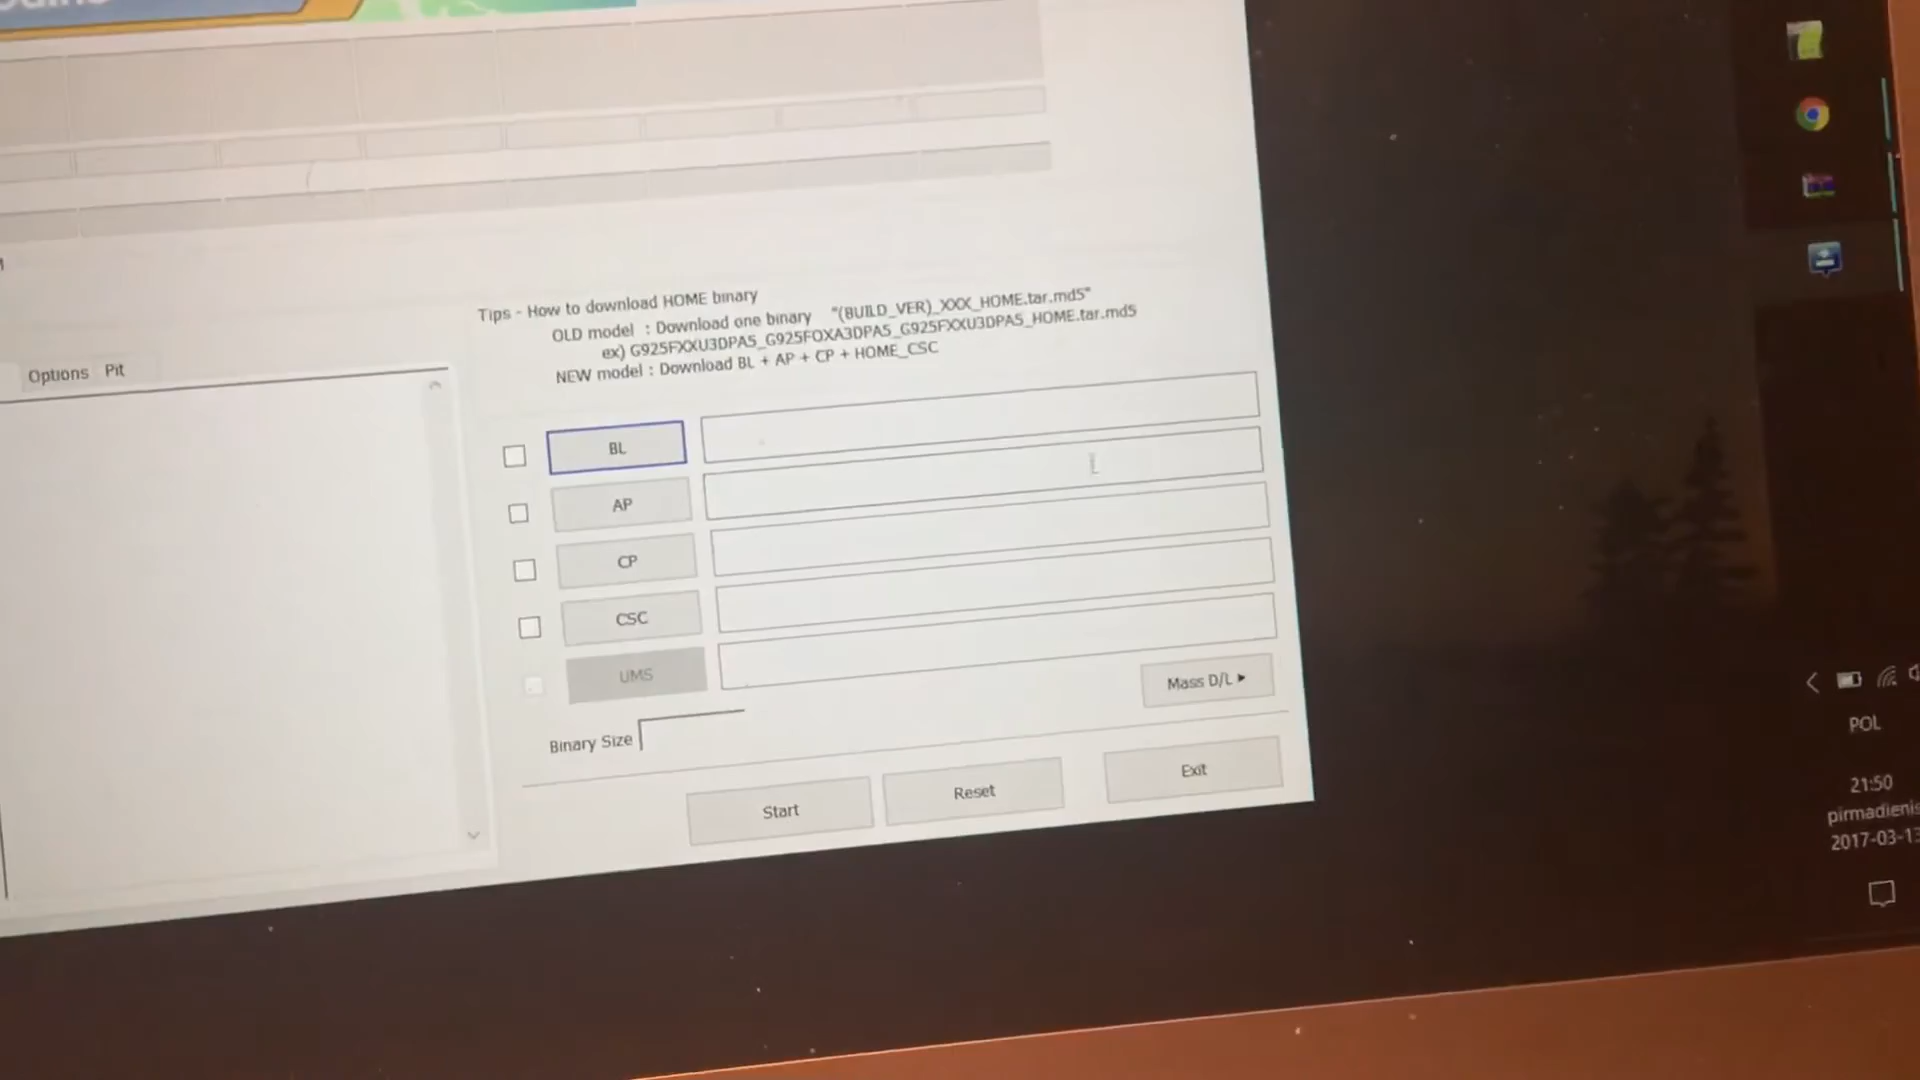 Tips - How to download HOME binary
OLD model : Download one binary "(BUILD_VER)_XXX_HOME.tar.md5"
ex) G925FXXU3DPA5_G925FOXA3DPA5_G925FXXU3DPA5_HOME.tar.md5
NEW model : Download BL + AP + CP + HOME_CSC
Options Pit
BL
AP
CP
CSC
UMS
Mass D/L
Binary Size
Start
Reset
Exit
POL
21:50
pirmadienis
2017-03-13